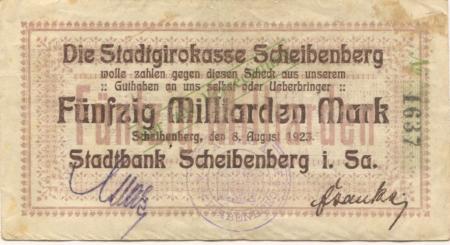 Die Stadtgirokasse Scheibenberg
wolle zahlen gegen diesen Scheck aus unserem
:: Guthaben an uns selbst oder Ueberbringer ::
Fünfzig Milliarden Mark
Scheibenberg, den 8. August 1923.
Stadtbank Scheibenberg i. Sa.
№ 1637